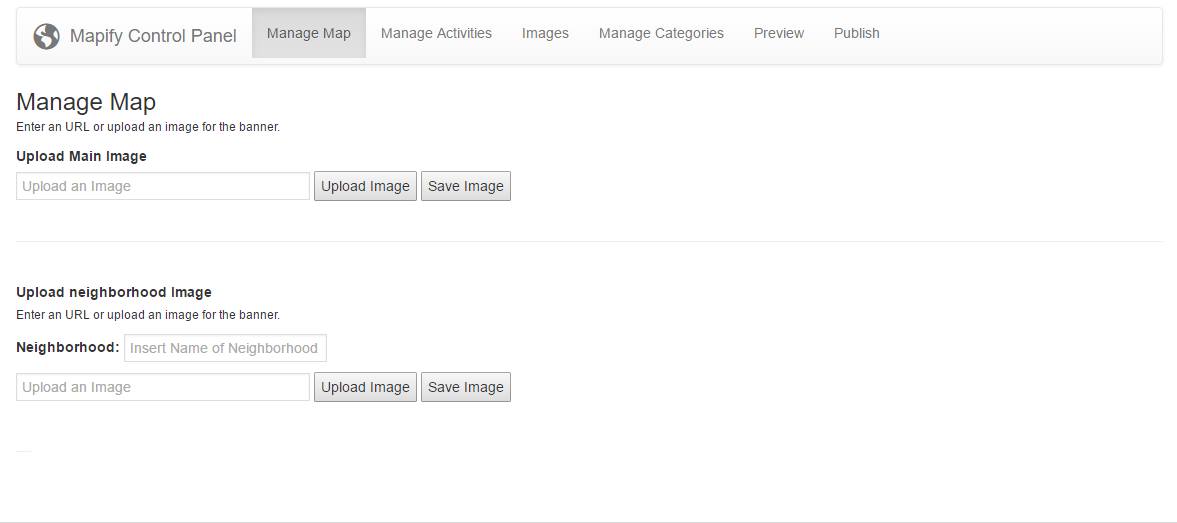 Mapify Control Panel Manage Map Manage Activities Images Manage Categories Preview Publish
Manage Map
Enter an URL or upload an image for the banner.
Upload Main Image
Upload an Image Upload Image Save Image
Upload neighborhood Image
Enter an URL or upload an image for the banner.
Neighborhood: Insert Name of Neighborhood
Upload an Image Upload Image Save Image